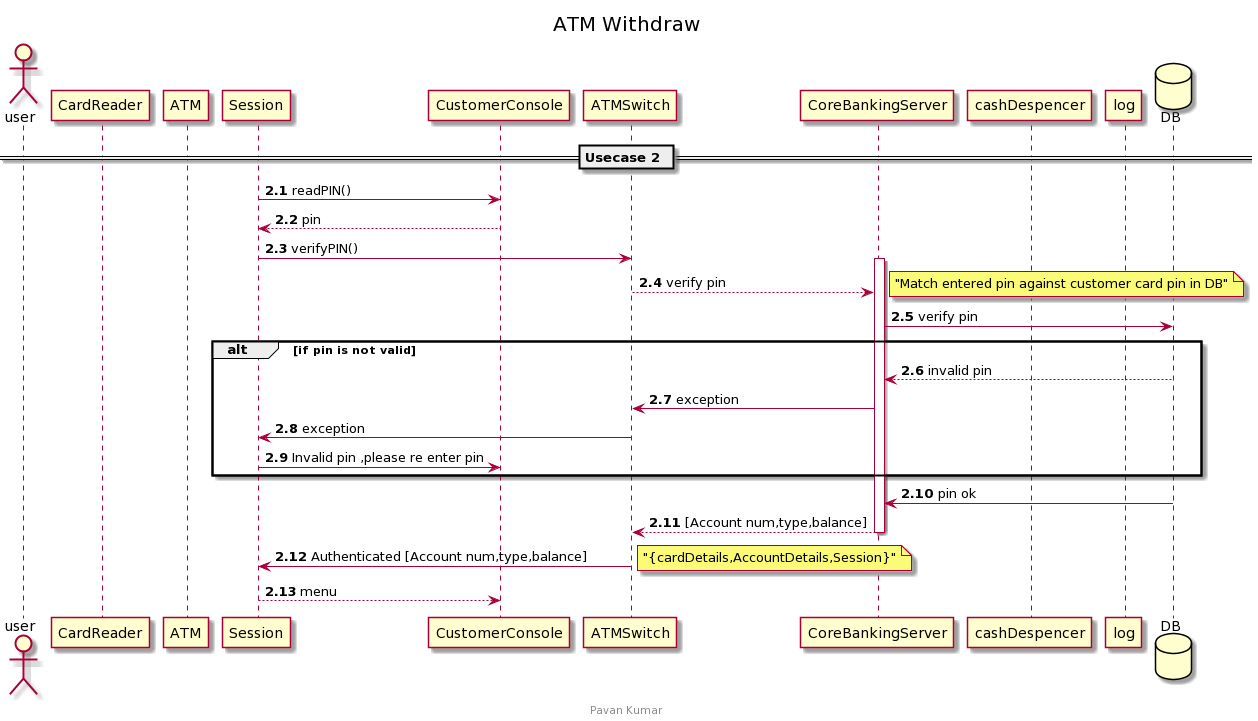 ATM Withdraw
user
CardReader
ATM
Session
CustomerConsole
ATMSwitch
CoreBankingServer
cashDespencer
log
DB
Usecase 2
2.1 readPIN()
2.2 pin
2.3 verifyPIN()
2.4 verify pin
"Match entered pin against customer card pin in DB"
2.5 verify pin
alt [if pin is not valid]
2.6 invalid pin
2.7 exception
2.8 exception
2.9 Invalid pin ,please re enter pin
2.10 pin ok
2.11 [Account num,type,balance]
2.12 Authenticated [Account num,type,balance]
"{cardDetails,AccountDetails,Session}"
2.13 menu
user
CardReader
ATM
Session
CustomerConsole
ATMSwitch
CoreBankingServer
cashDespencer
log
DB
Pavan Kumar